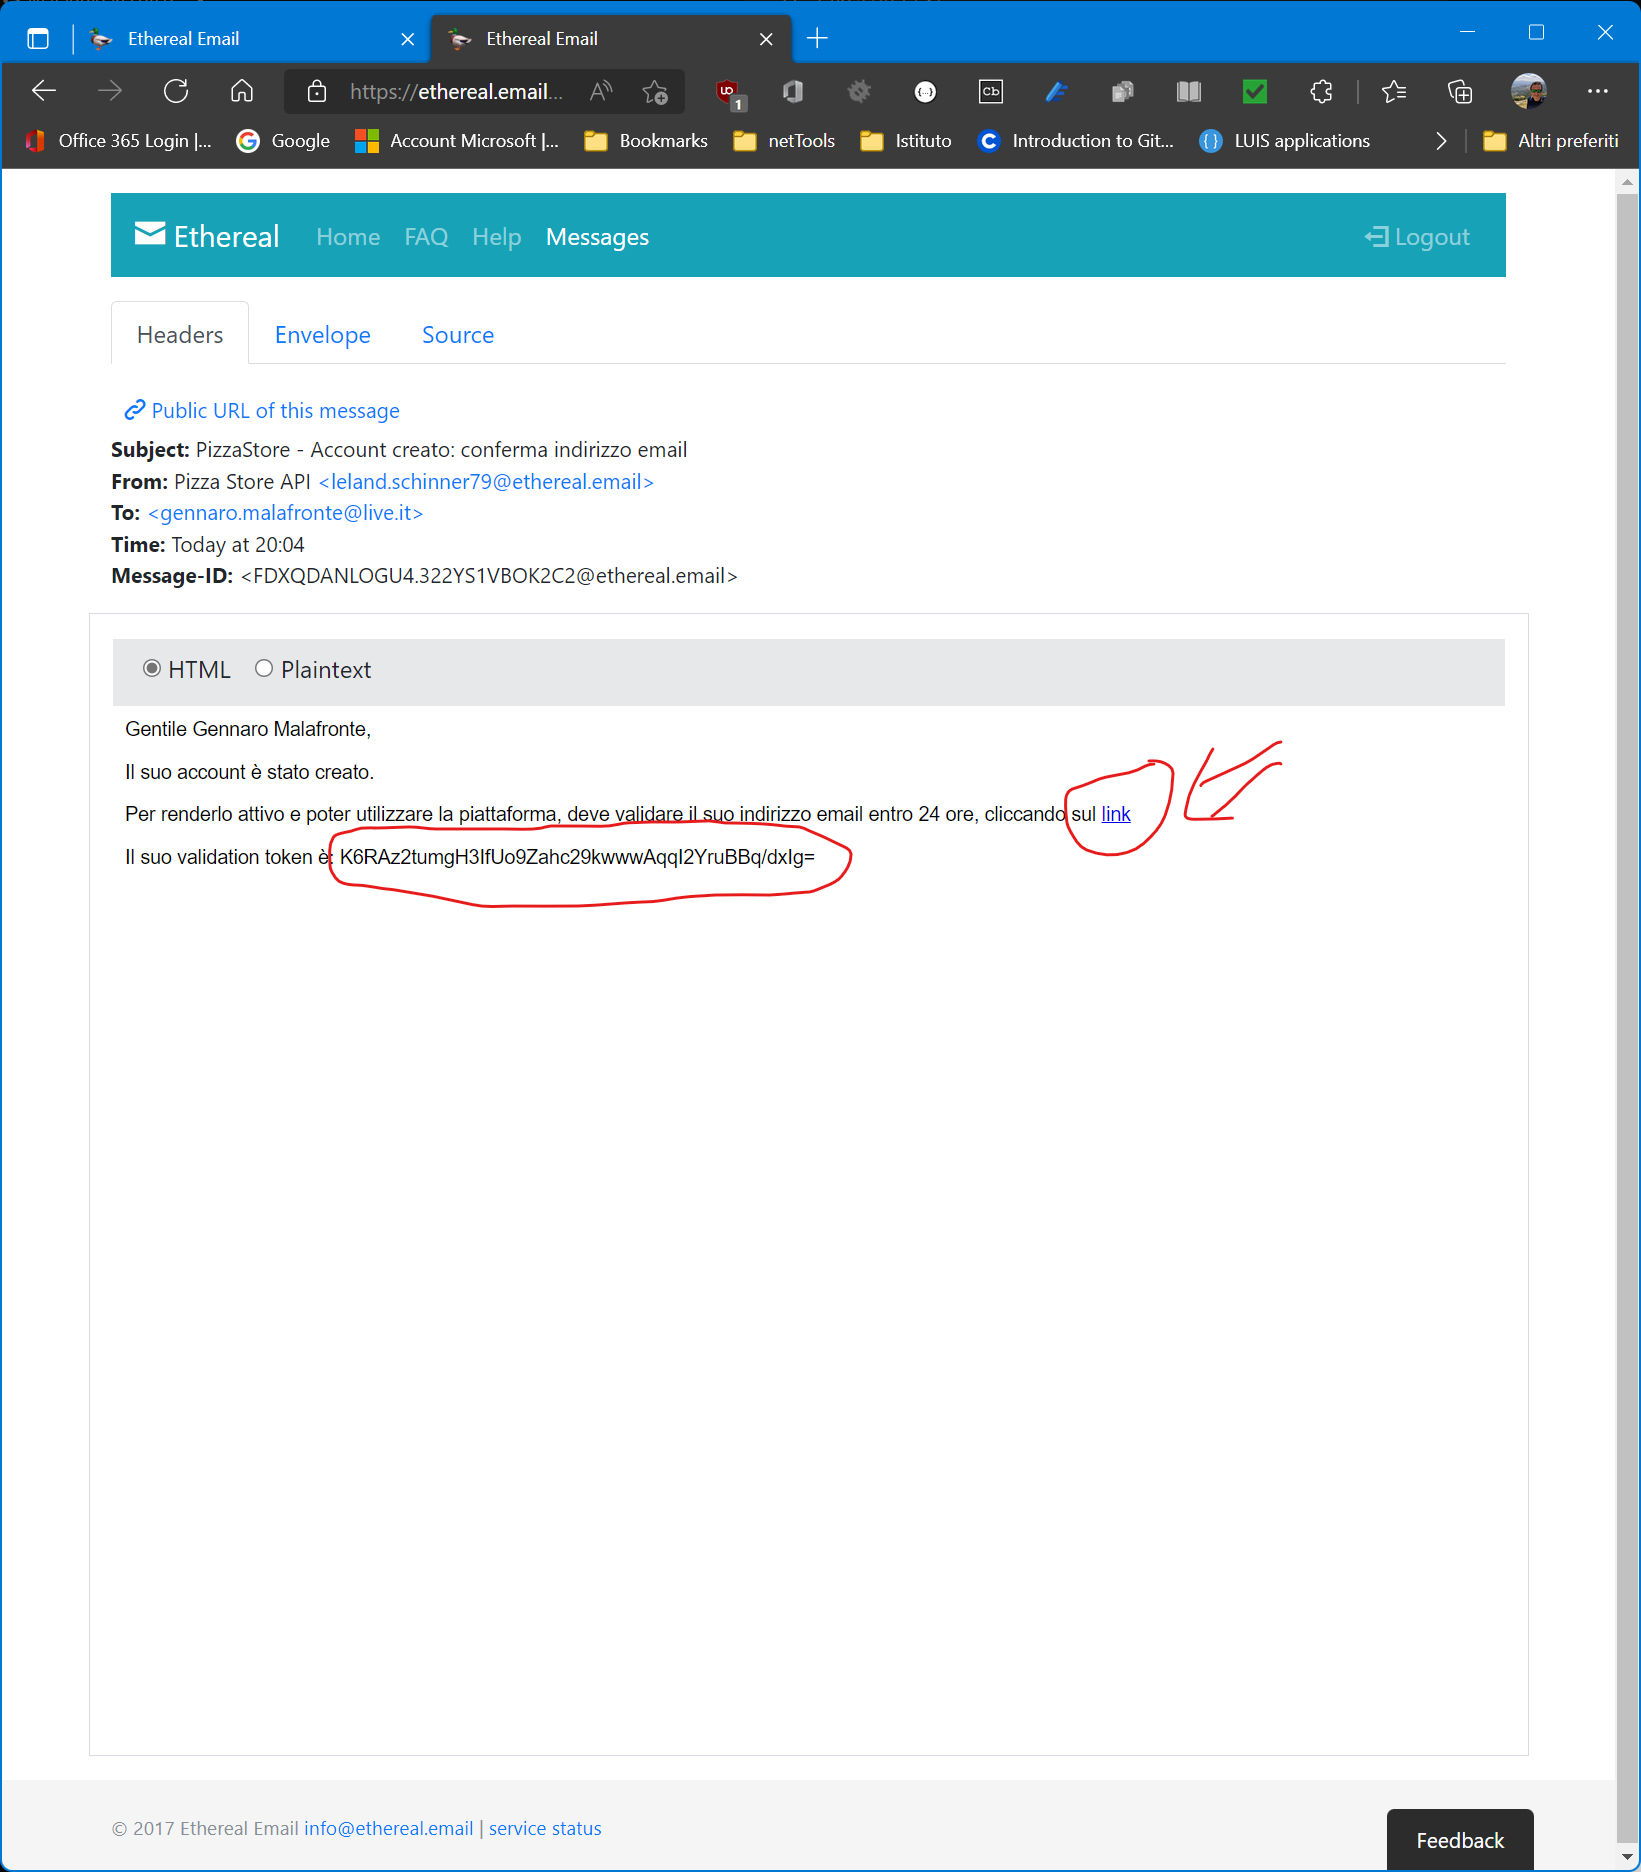 Ethereal Email
Ethereal Email
https://ethereal.email...
1
Office 365 Login |...
Google
Account Microsoft |...
Bookmarks
netTools
Istituto
Introduction to Git...
LUIS applications
Altri preferiti
Ethereal Home FAQ Help Messages Logout
Headers Envelope Source
Public URL of this message
Subject: PizzaStore - Account creato: conferma indirizzo email
From: Pizza Store API <leland.schinner79@ethereal.email>
To: <gennaro.malafronte@live.it>
Time: Today at 20:04
Message-ID: <FDXQDANLOGU4.322YS1VBOK2C2@ethereal.email>
HTML Plaintext
Gentile Gennaro Malafronte,
Il suo account è stato creato.
Per renderlo attivo e poter utilizzare la piattaforma, deve validare il suo indirizzo email entro 24 ore, cliccando sul link
Il suo validation token è: K6RAz2tumgH3IfUo9Zahc29kwwwAqqI2YruBBq/dxIg=
© 2017 Ethereal Email info@ethereal.email | service status
Feedback